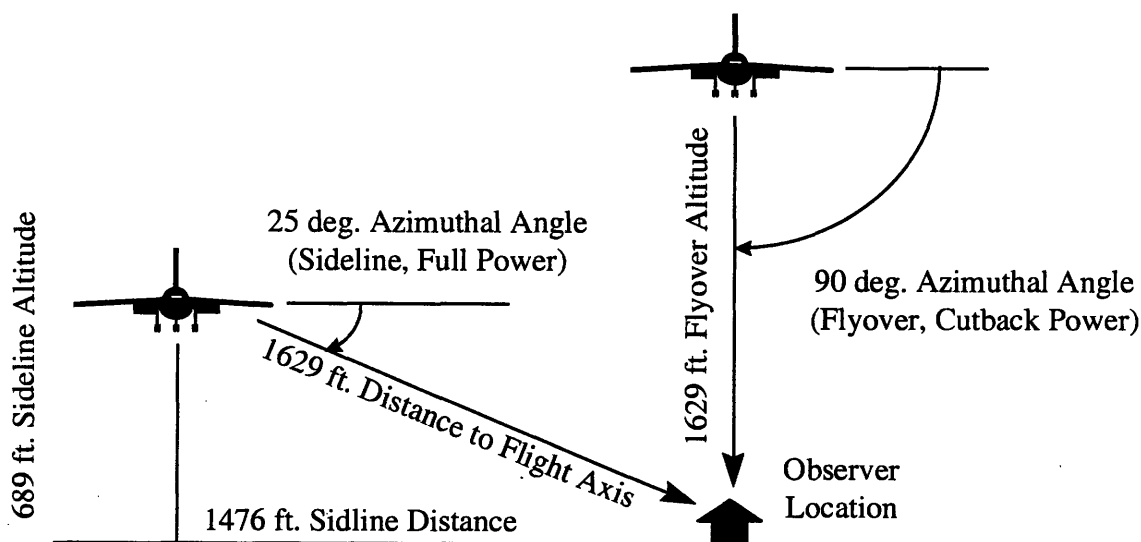 689 ft. Sideline Altitude
25 deg. Azimuthal Angle
(Sideline, Full Power)
1629 ft. Distance to Flight Axis
1476 ft. Sidline Distance
1629 ft. Flyover Altitude
90 deg. Azimuthal Angle
(Flyover, Cutback Power)
Observer
Location